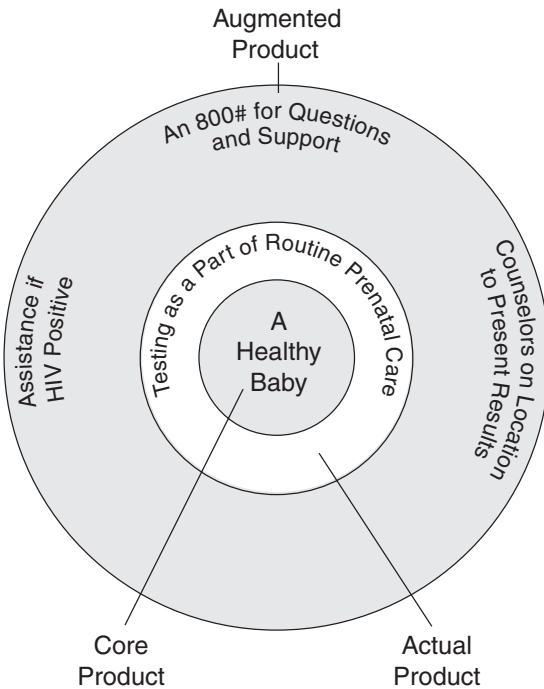 Augmented
Product
An 800# for Questions
and Support
Testing as a Part of Routine Prenatal Care
Assistance if
HIV Positive
Counselors on Location
to Present Results
A
Healthy
Baby
Core
Product
Actual
Product